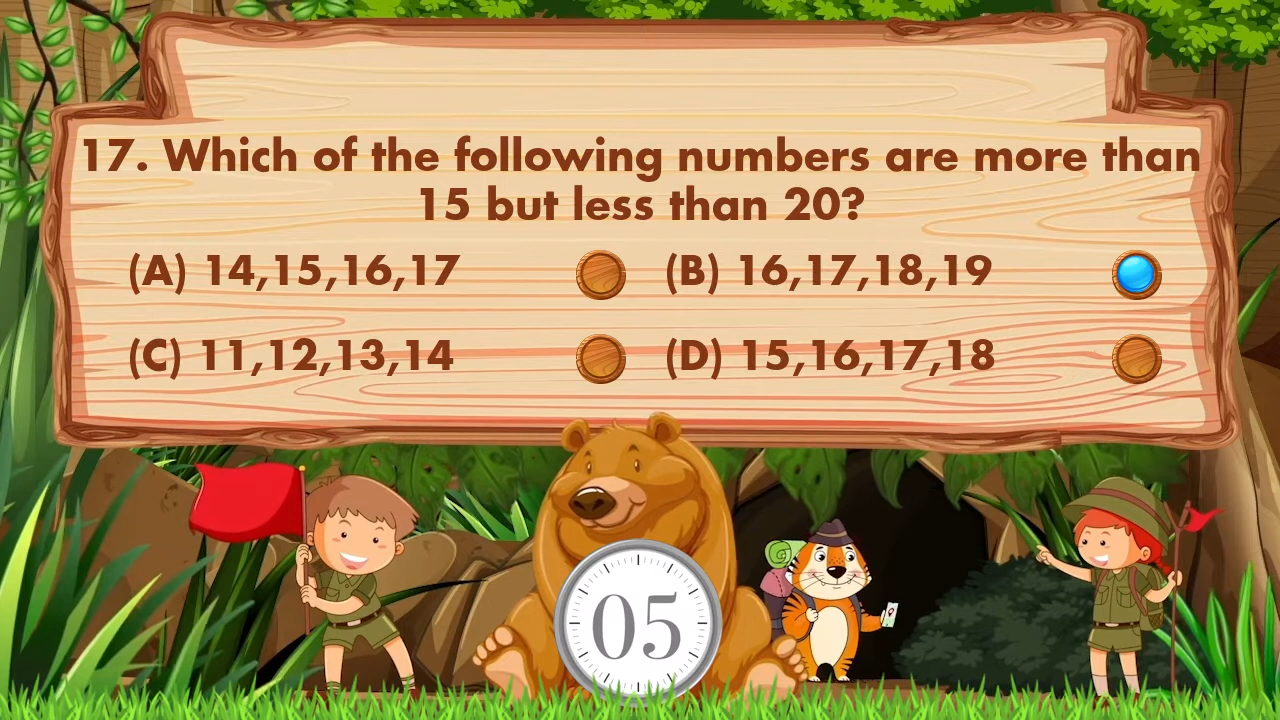 17. Which of the following numbers are more than
15 but less than 20?
(A) 14,15,16,17
(B) 16,17,18,19
(C) 11,12,13,14
(D) 15,16,17,18
05